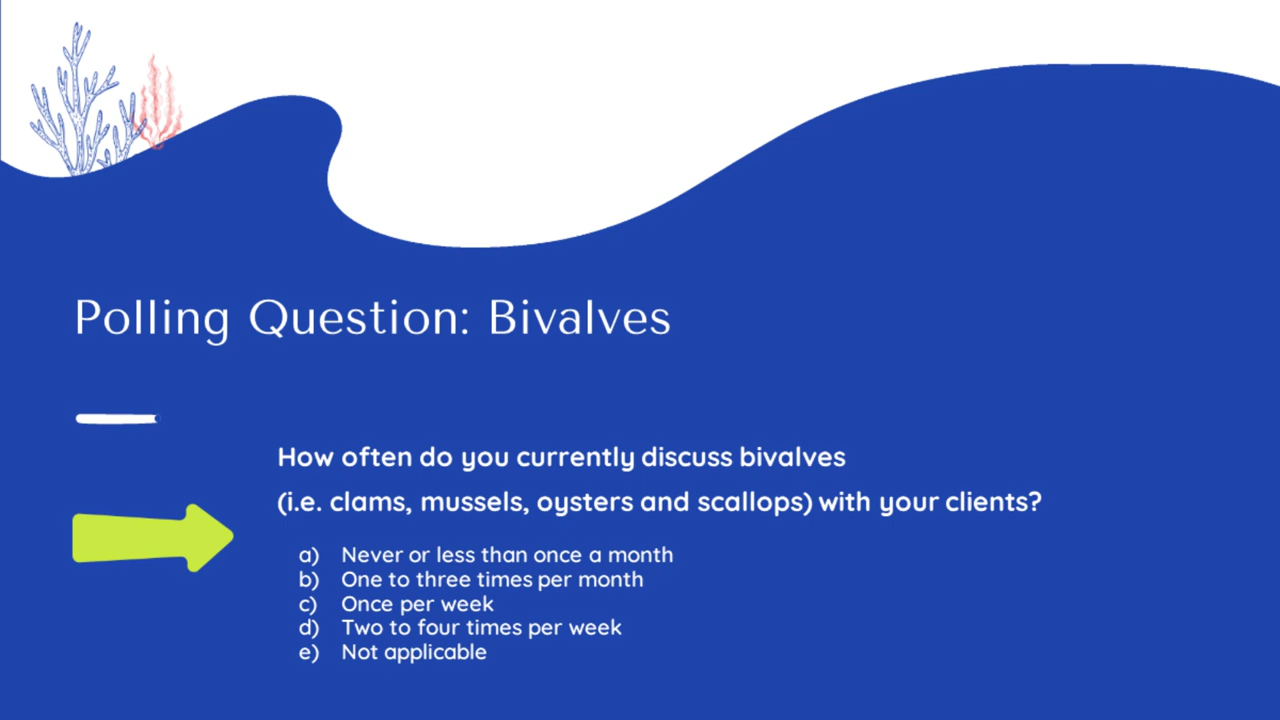 Polling Question: Bivalves
How often do you currently discuss bivalves
(i.e. clams, mussels, oysters and scallops) with your clients?
a) Never or less than once a month
b) One to three times per month
c) Once per week
d) Two to four times per week
e) Not applicable